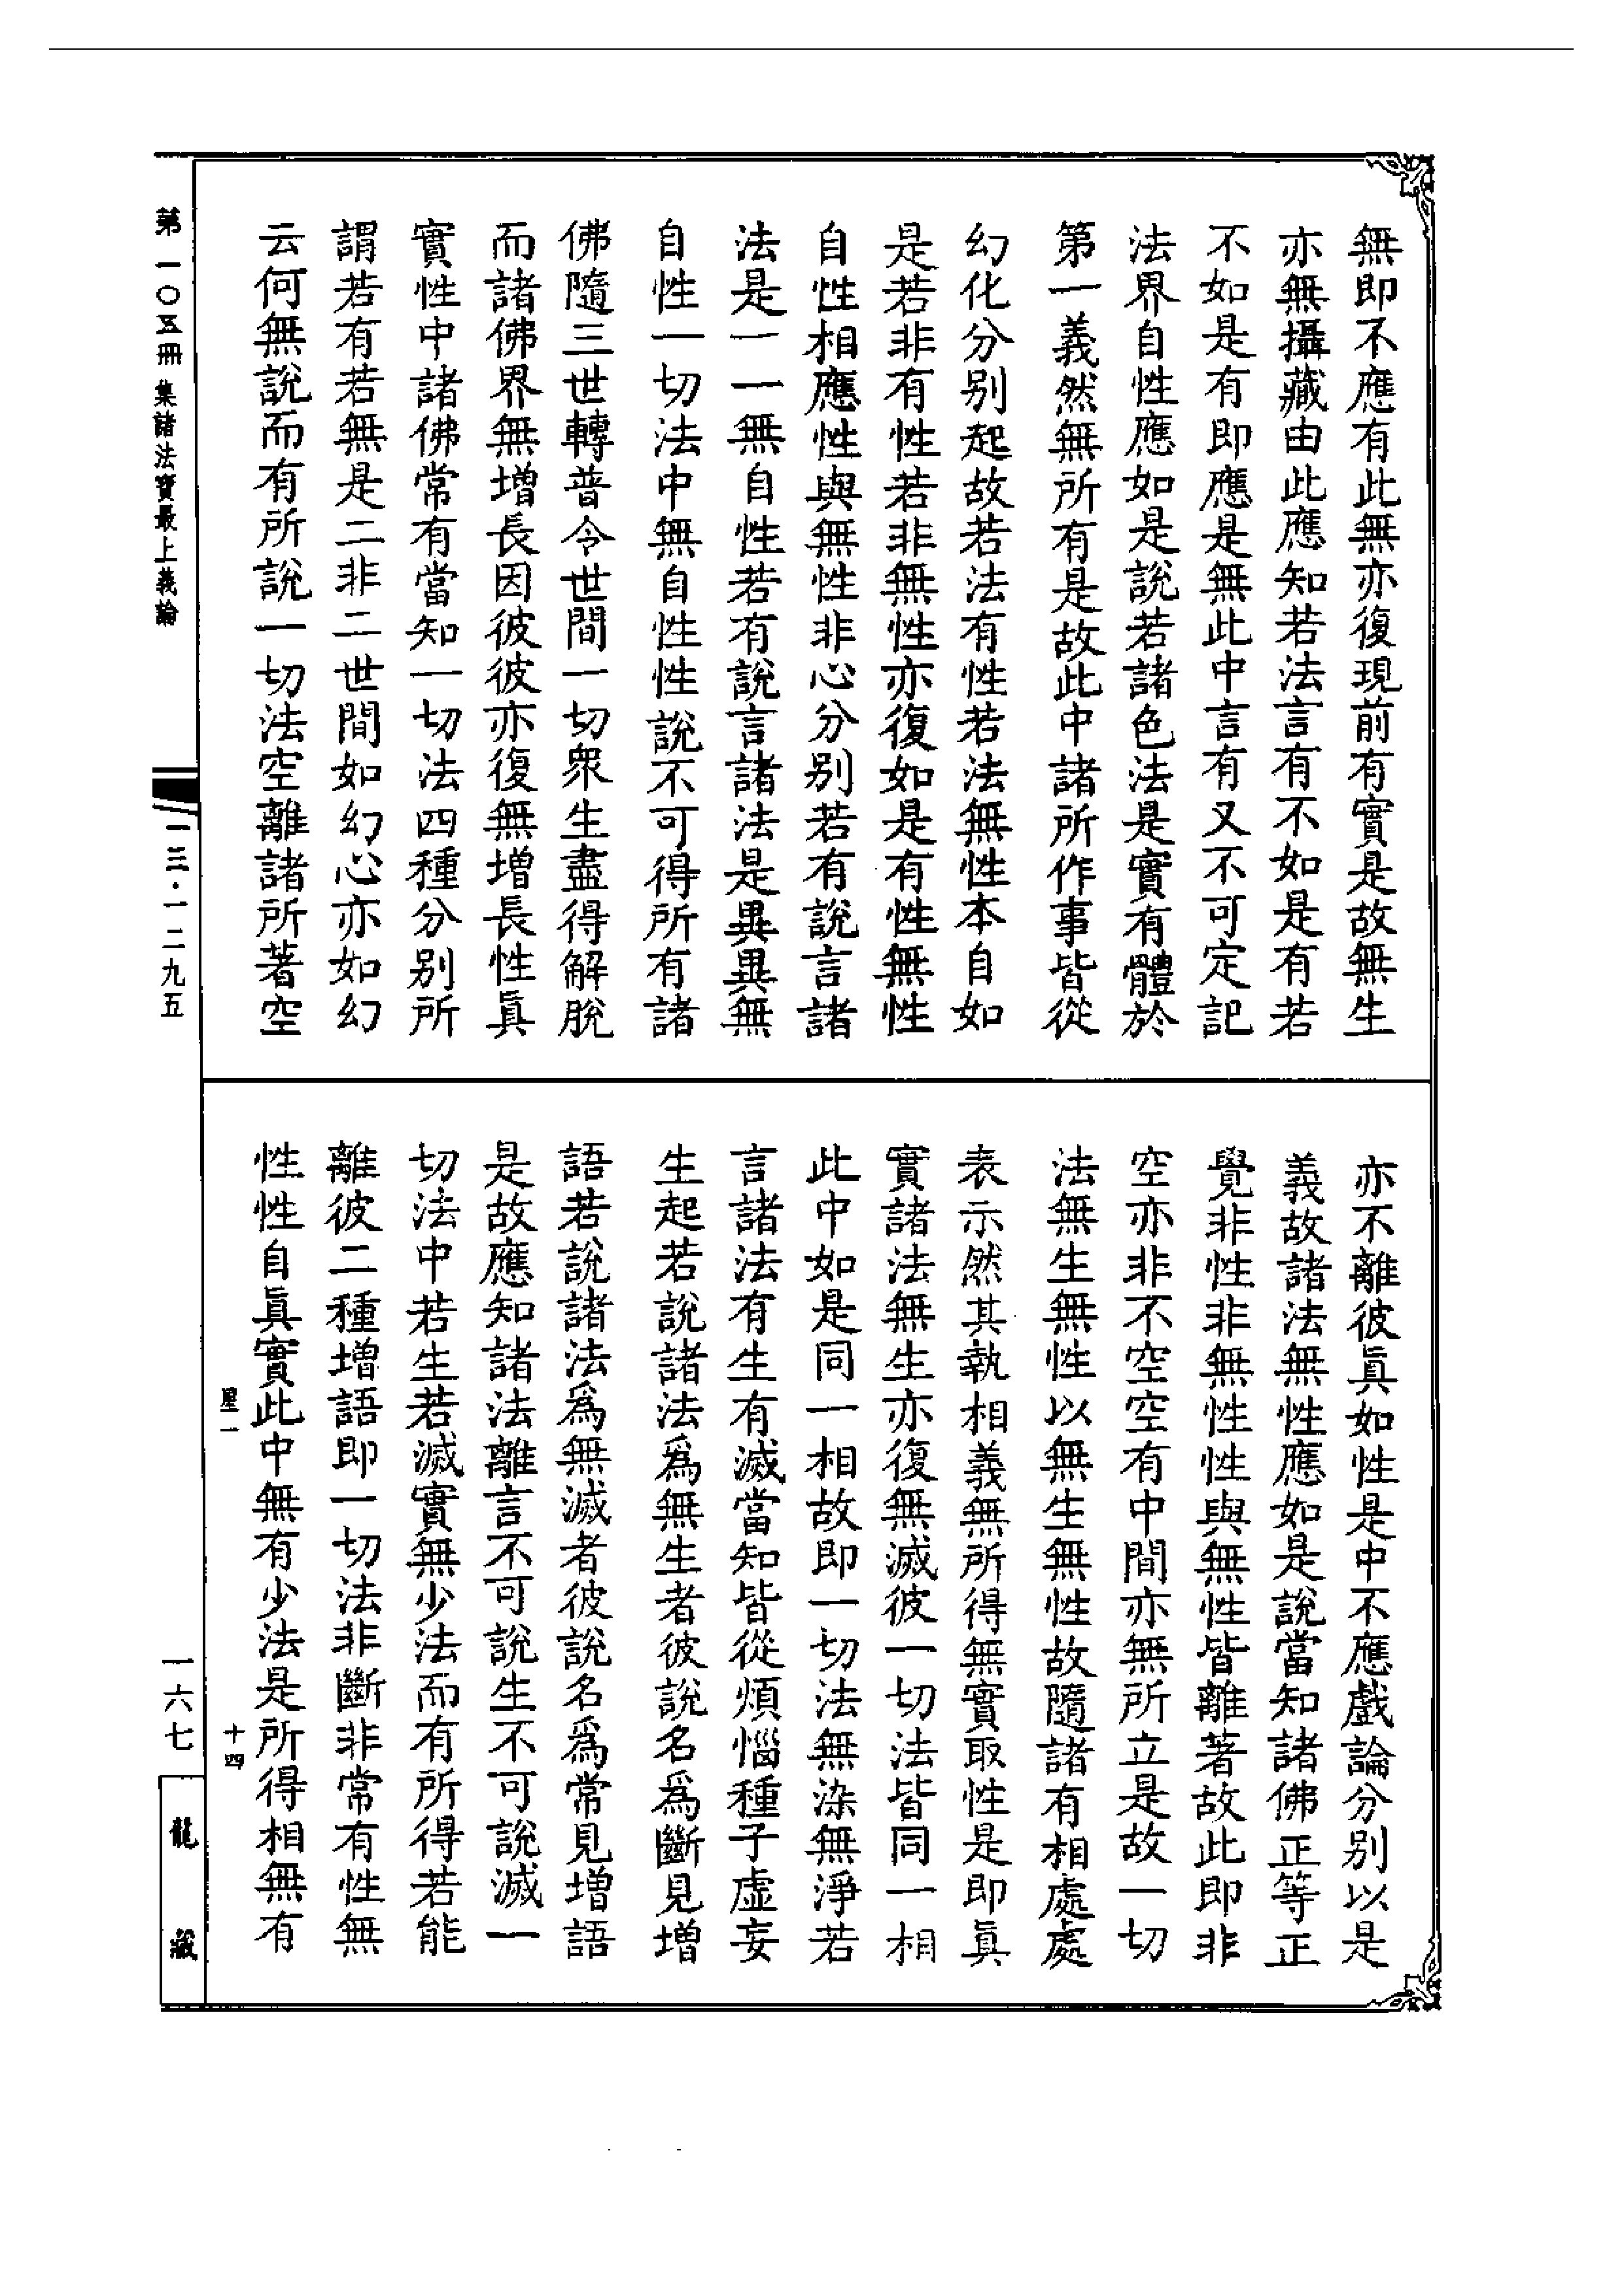 無即不應有此無亦復現前有實是故無生
亦無攝藏由此應知若法言有不如是有若
不如是有即應是無此中言有又不可定記
法界自性應如是說若諸色法是實有體於
第一義然無所有是故此中諸所作事皆從
幻化分別起故若法有性若法無性本自如
是若非有性若非無性亦復如是有性無性
自性相應性與無性非心分別若有說言諸
法是一一無自性若有說言諸法是異異無
自性一切法中無自性性說不可得所有諸
佛隨三世轉普令世間一切衆生盡得解脫
而諸佛界無增長因彼彼亦復無增長性眞
實性中諸佛常有當知一切法四種分別所
謂若有若無是二非二世間如幻心亦如幻
云何無說而有所說一切法空離諸所著空
亦不離彼眞如性是中不應戲論分別以是
義故諸法無性應如是說當知諸佛正等正
覺非性非無性性與無性皆離著故此即非
空亦非不空空有中間亦無所立是故一切
法無生無性以無生無性故隨諸有相處處
表示然其執相義無所得無實取性是即眞
實諸法無生亦復無滅彼一切法皆同一相
此中如是同一相故即一切法無染無淨若
言諸法有生有滅當知皆從煩惱種子虛妄
生起若說諸法爲無生者彼說名爲斷見增
語若說諸法爲無滅者彼說名爲常見增語
是故應知諸法離言不可說生不可說滅一
切法中若生若滅實無少法而有所得若能
離彼二種增語即一切法非斷非常有性無
性性自眞實此中無有少法是所得相無有
星一
十四
第一〇五冊 集諸法寶最上義論
一三·一二九五
一六七
龍藏